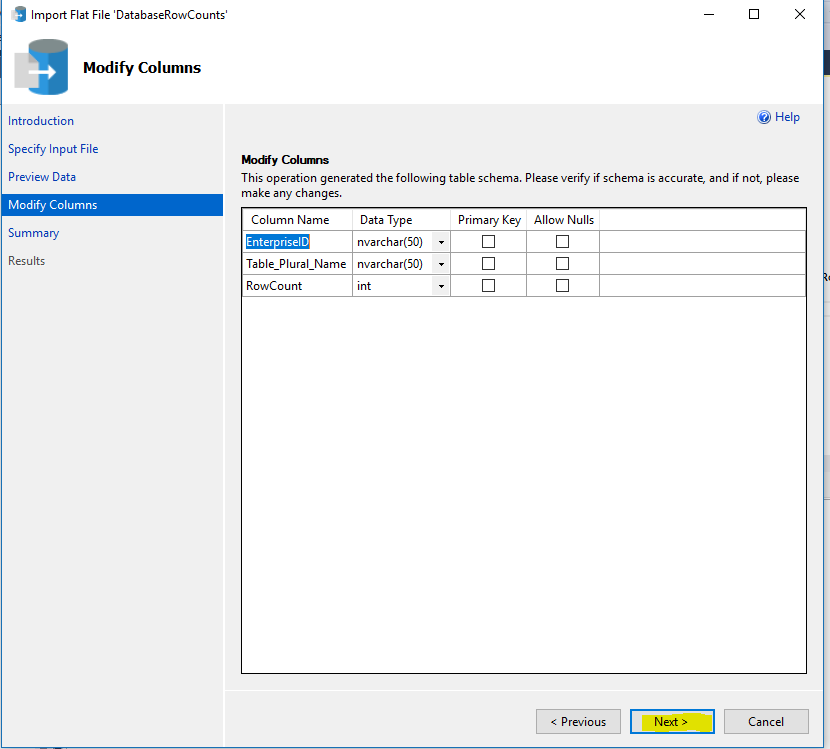 Import Flat File 'DatabaseRowCounts'
Modify Columns
Introduction
Specify Input File
Preview Data
Modify Columns
Summary
Results
Help
Modify Columns
This operation generated the following table schema. Please verify if schema is accurate, and if not, please
make any changes.
Column Name Data Type Primary Key Allow Nulls
EnterpriseID nvarchar(50)
Table_Plural_Name nvarchar(50)
RowCount int
< Previous Next > Cancel